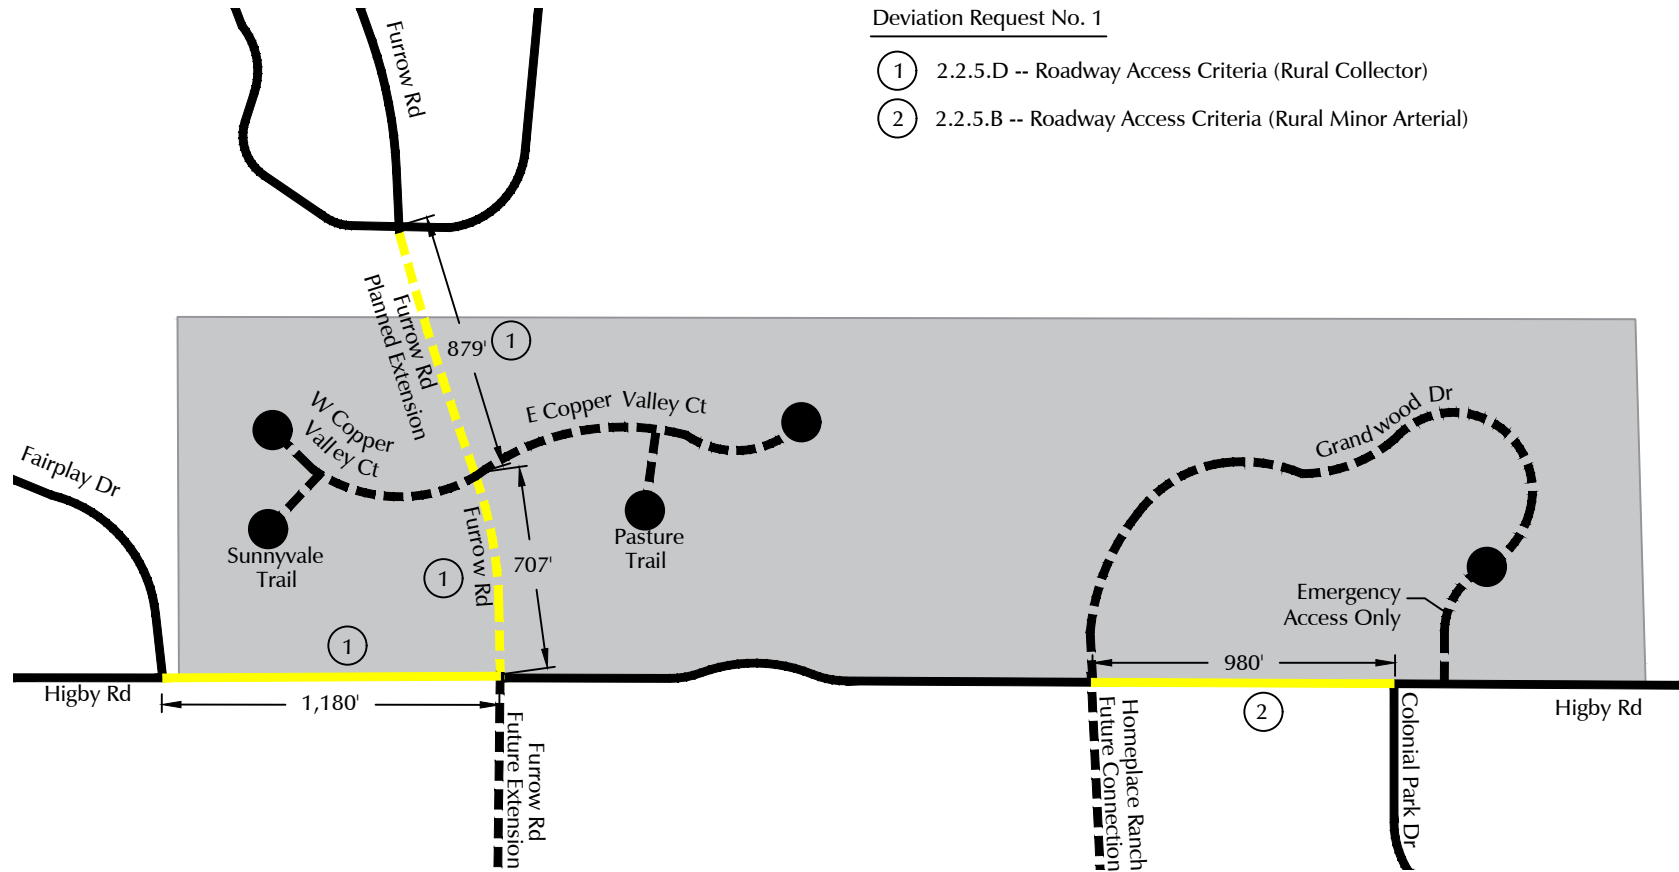 Deviation Request No. 1
1 2.2.5.D -- Roadway Access Criteria (Rural Collector)
2 2.2.5.B -- Roadway Access Criteria (Rural Minor Arterial)
Furrow Rd
Furrow Rd
Planned Extension
879'
1
W Copper
Valley Ct
E Copper Valley Ct
Grandwood Dr
Fairplay Dr
Sunnyvale
Trail
Furrow Rd
1
707'
Pasture
Trail
Emergency
Access Only
1
980'
Higby Rd
1,180'
2
Higby Rd
Furrow Rd
Future Extension
Homeplace Ranch
Future Connection
Colonial Park Dr